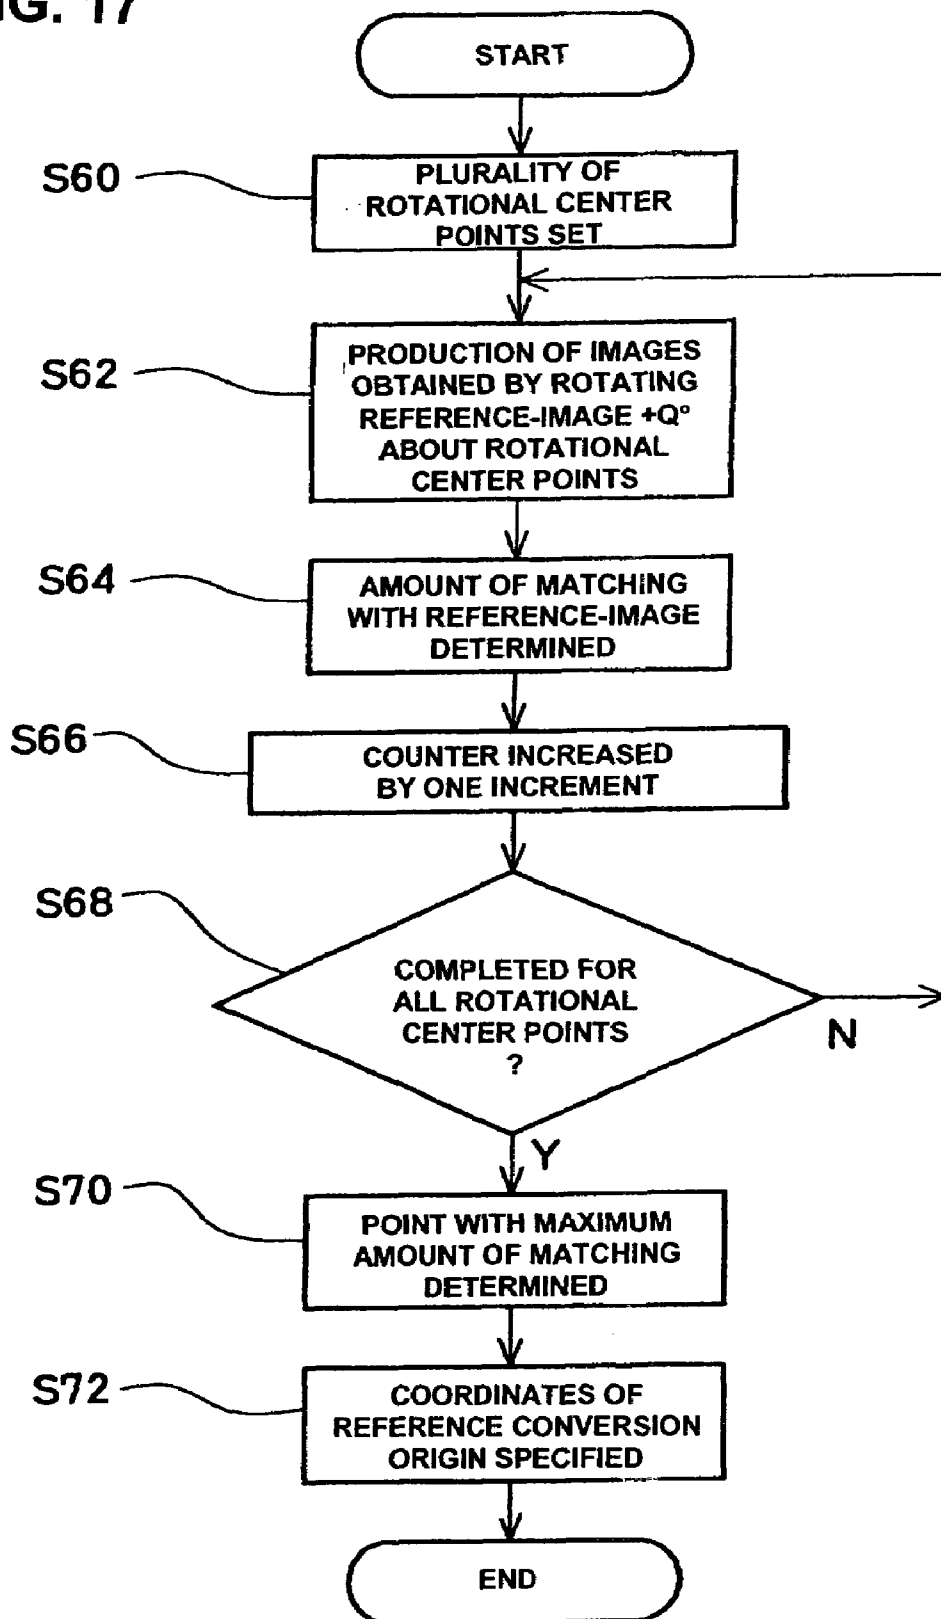 FIG. 17
START
S60
PLURALITY OF
ROTATIONAL CENTER
POINTS SET
S62
PRODUCTION OF IMAGES
OBTAINED BY ROTATING
REFERENCE-IMAGE +Q°
ABOUT ROTATIONAL
CENTER POINTS
S64
AMOUNT OF MATCHING
WITH REFERENCE-IMAGE
DETERMINED
S66
COUNTER INCREASED
BY ONE INCREMENT
S68
COMPLETED FOR
ALL ROTATIONAL
CENTER POINTS
?
N
Y
S70
POINT WITH MAXIMUM
AMOUNT OF MATCHING
DETERMINED
S72
COORDINATES OF
REFERENCE CONVERSION
ORIGIN SPECIFIED
END